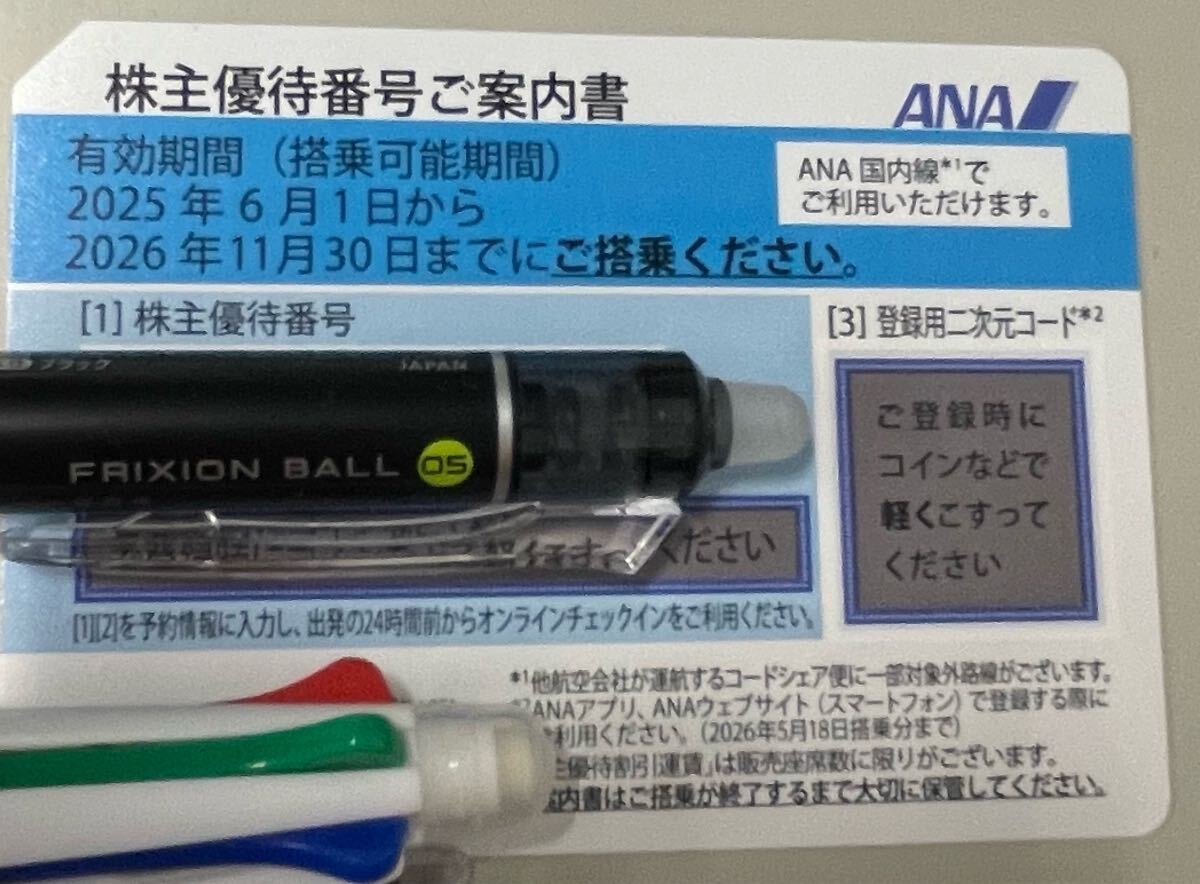 株主優待番号ご案内書
ANA
有効期間（搭乗可能期間）
2025年6月1日から
2026年11月30日までにご搭乗ください。
ANA国内線*1で
ご利用いただけます。
[1] 株主優待番号
[3] 登録用二次元コード*2
ブラック
JAPAN
FRIXION BALL 05
ください
ご登録時に
コインなどで
軽くこすって
ください
[1][2]を予約情報に入力し、出発の24時間前からオンラインチェックインをご利用ください。
*1他航空会社が運航するコードシェア便に一部対象外路線がございます。
ANAアプリ、ANAウェブサイト（スマートフォン）で登録する際に
利用ください。（2026年5月18日搭乗分まで）
優待割引運賃」は販売座席数に限りがございます。
案内書はご搭乗が終了するまで大切に保管してください。